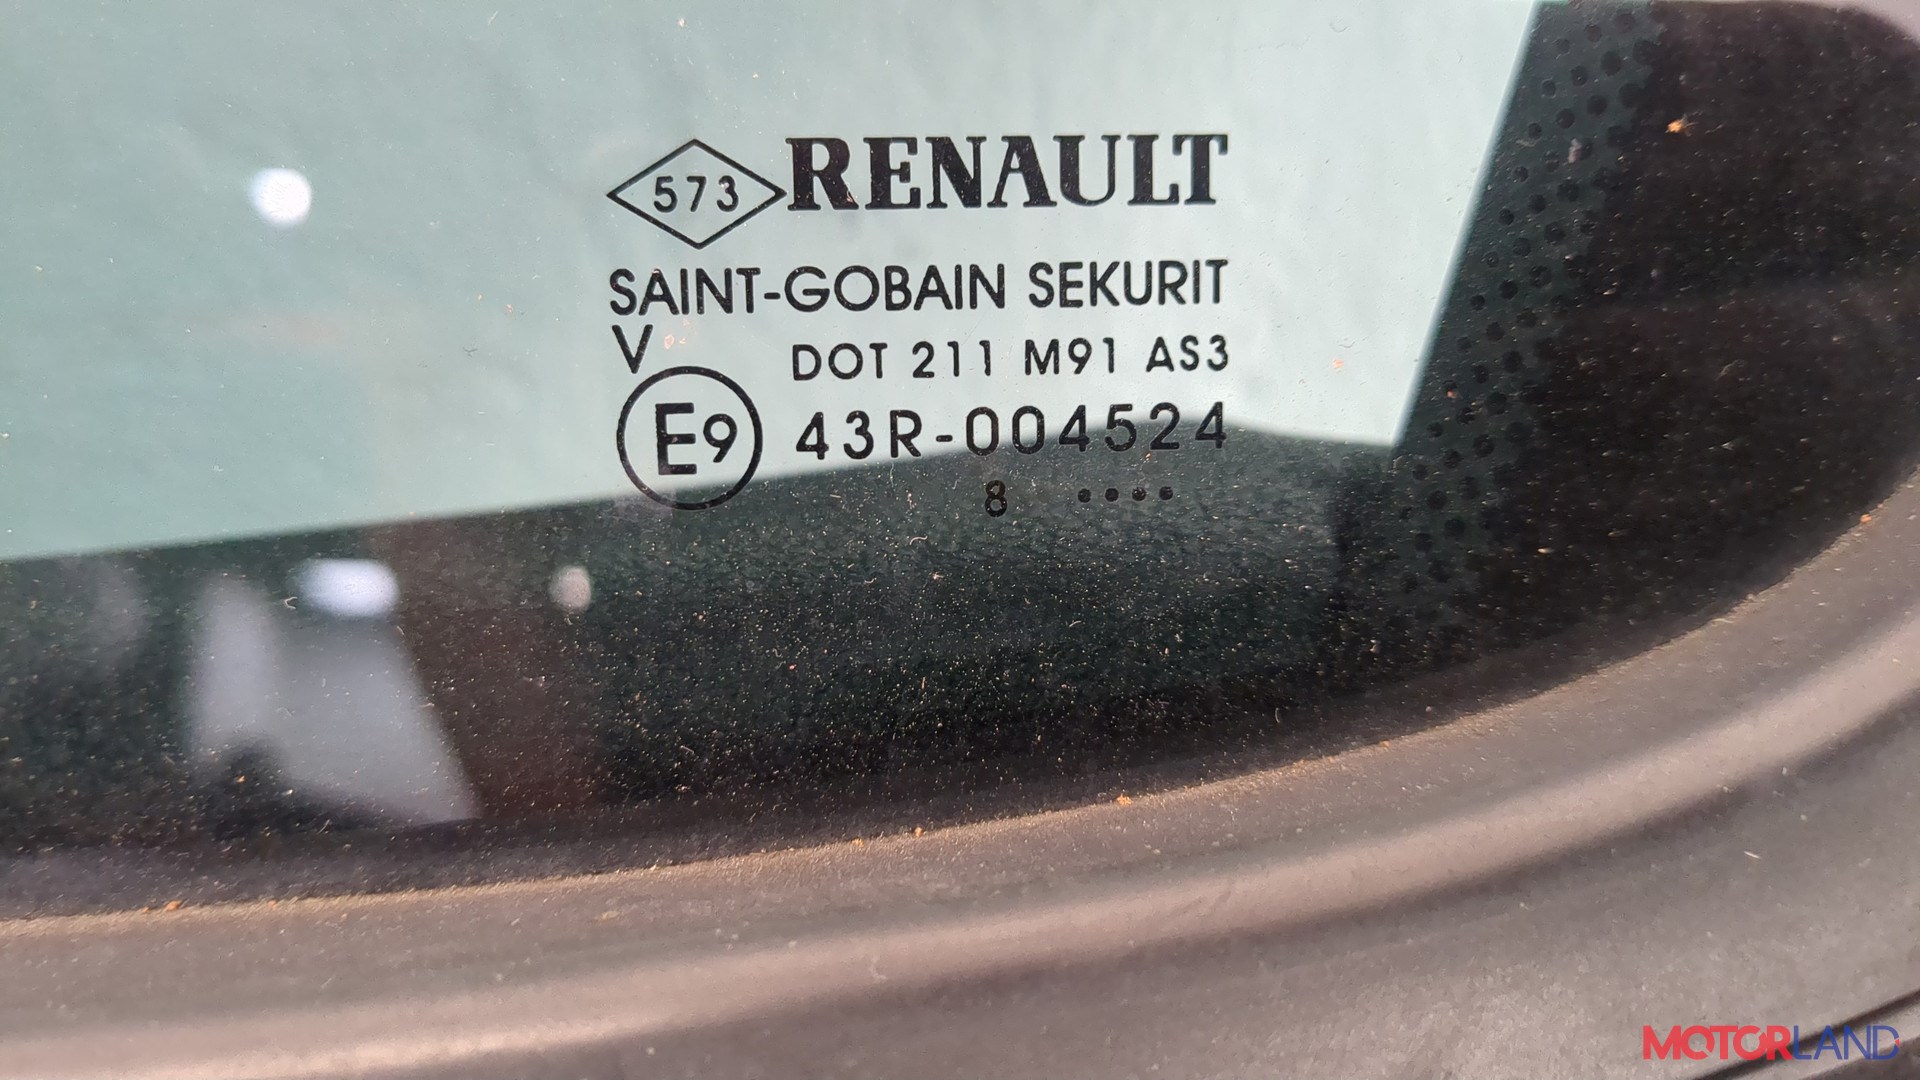 573 RENAULT
SAINT-GOBAIN SEKURIT
V DOT 211 M91 AS3
E9 43R-004524
8 ••••
MOTORLAND